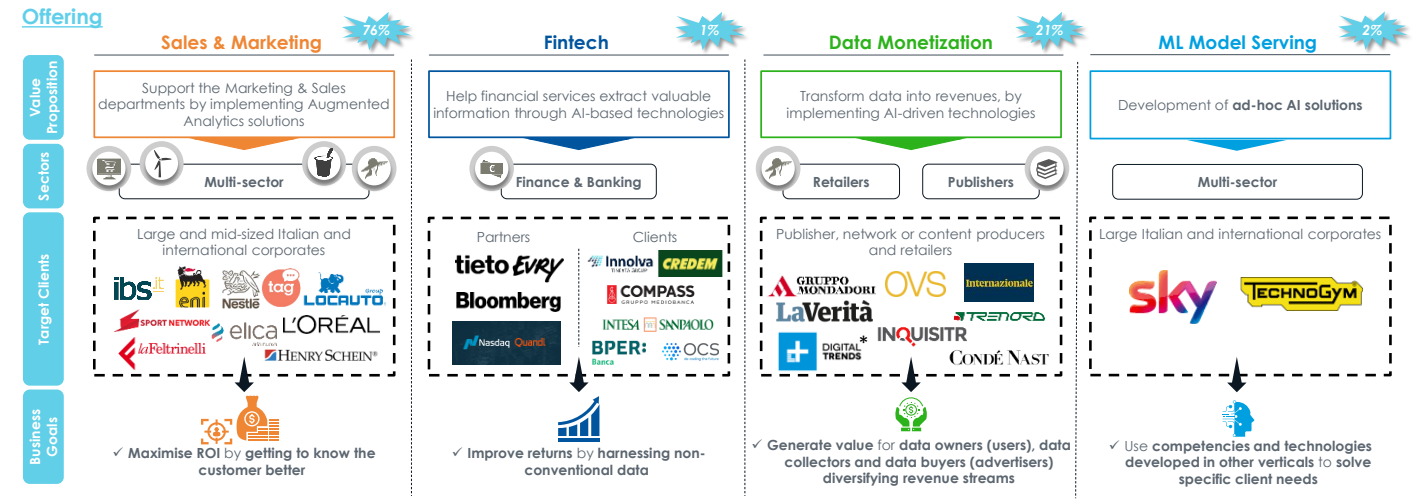 Offering
Sales & Marketing
76%
Fintech
1%
Data Monetization
21%
ML Model Serving
2%
Value
Proposition
Support the Marketing & Sales
departments by implementing Augmented
Analytics solutions
Help financial services extract valuable
information through AI-based technologies
Transform data into revenues, by
implementing AI-driven technologies
Development of ad-hoc AI solutions
Sectors
Multi-sector
Finance & Banking
Retailers
Publishers
Multi-sector
Target Clients
Large and mid-sized Italian and
international corporates
ibs.it
eni
Nestlé
tag
LOCAUTO
Group
SPORT NETWORK
elica
L'ORÉAL
laFeltrinelli
HENRY SCHEIN®
Partners
tieto EVRY
Bloomberg
Nasdaq Quandl
Clients
Innolva
TINEXTA GROUP
CREDEM
COMPASS
GRUPPO MEDIOBANCA
INTESA SANPAOLO
BPER:
Banca
OCS
Publisher, network or content producers
and retailers
GRUPPO
MONDADORI
OVS
Internazionale
LaVerità
TRENORD
DIGITAL
TRENDS
*
INQUISITR
CONDÉ NAST
Large Italian and international corporates
sky
TECHNOGYM
Business
Goals
✓ Maximise ROI by getting to know the
customer better
✓ Improve returns by harnessing non-
conventional data
✓ Generate value for data owners (users), data
collectors and data buyers (advertisers)
diversifying revenue streams
✓ Use competencies and technologies
developed in other verticals to solve
specific client needs